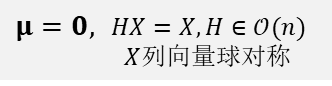 𝛍 = 𝟎, HX = X, H ∈ 𝒪(n)
X列向量球对称